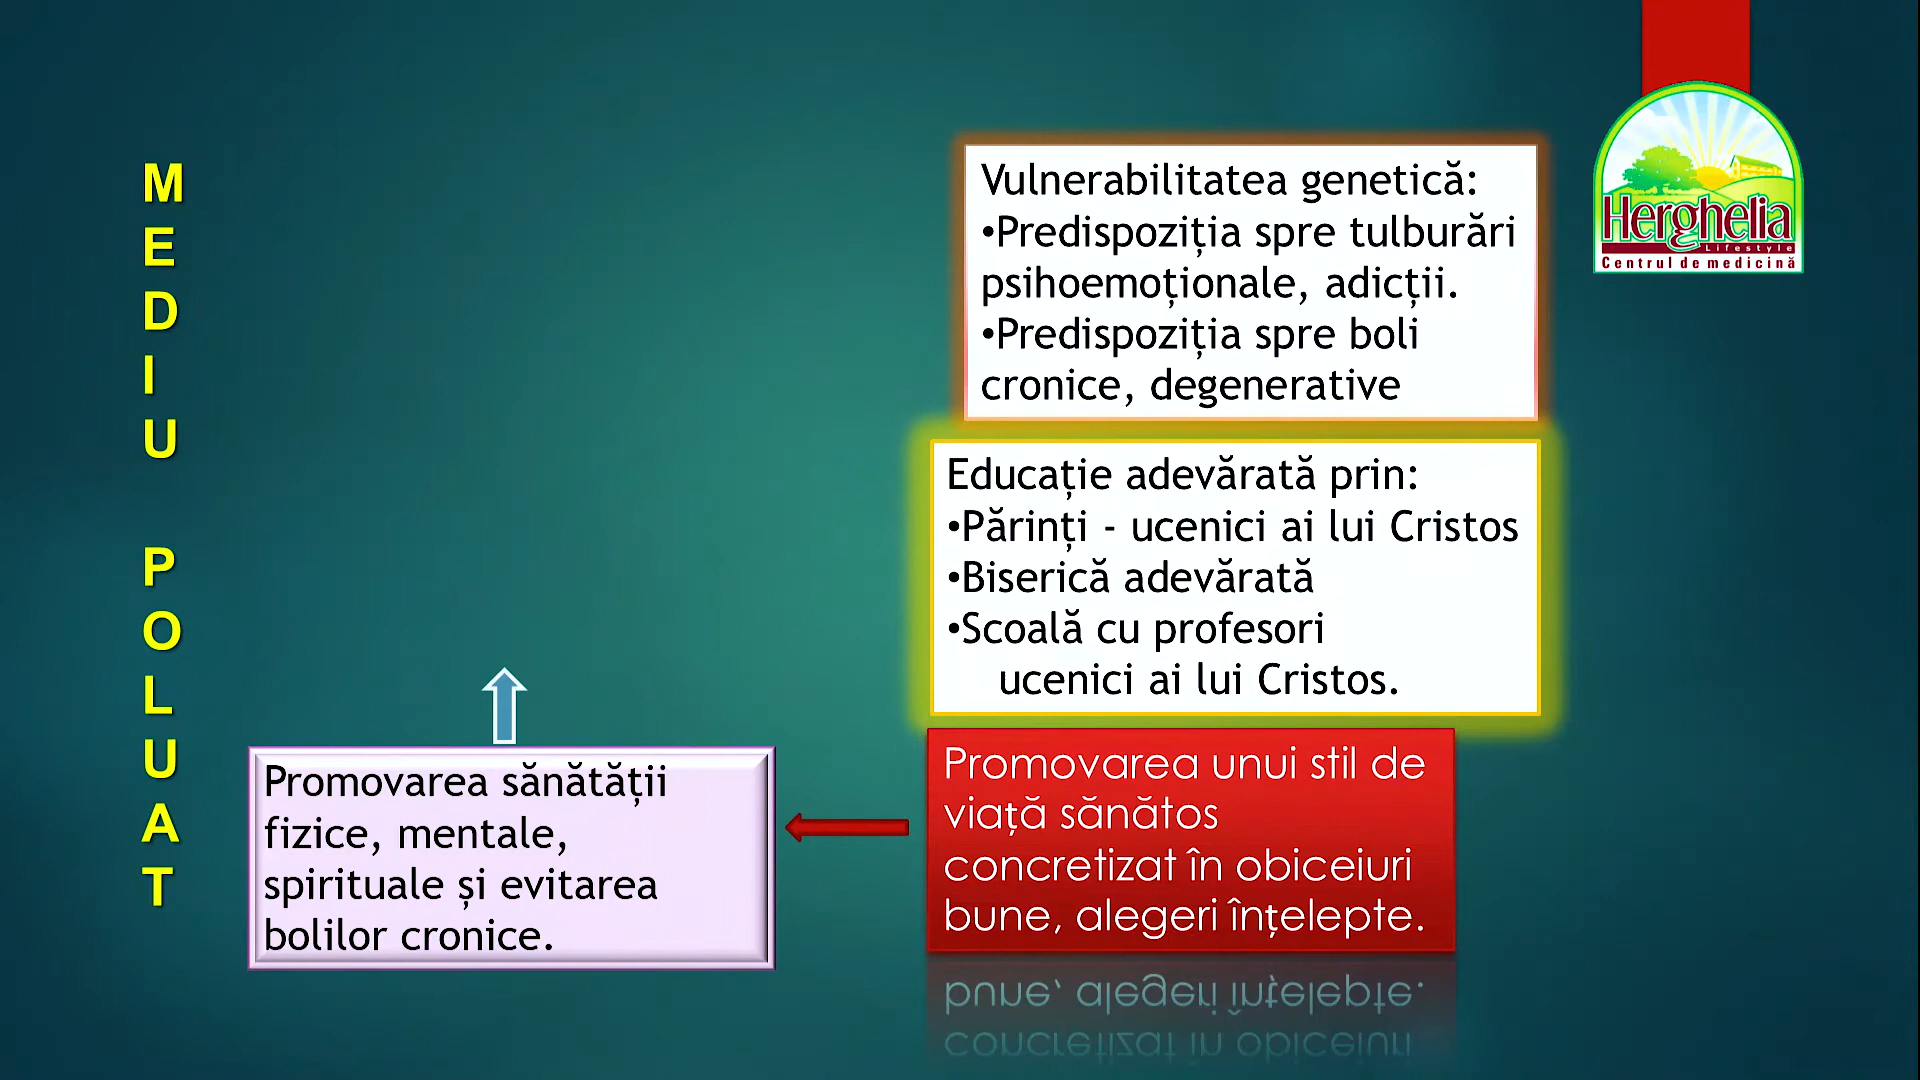 MEDIU POLUAT
Vulnerabilitatea genetică:
•Predispoziția spre tulburări
psihoemoționale, adicții.
•Predispoziția spre boli
cronice, degenerative
Educație adevărată prin:
•Părinți - ucenici ai lui Cristos
•Biserică adevărată
•Scoală cu profesori
ucenici ai lui Cristos.
Promovarea unui stil de
viață sănătos
concretizat în obiceiuri
bune, alegeri înțelepte.
Promovarea sănătății
fizice, mentale,
spirituale și evitarea
bolilor cronice.
Herghelia
Lifestyle
Centrul de medicină